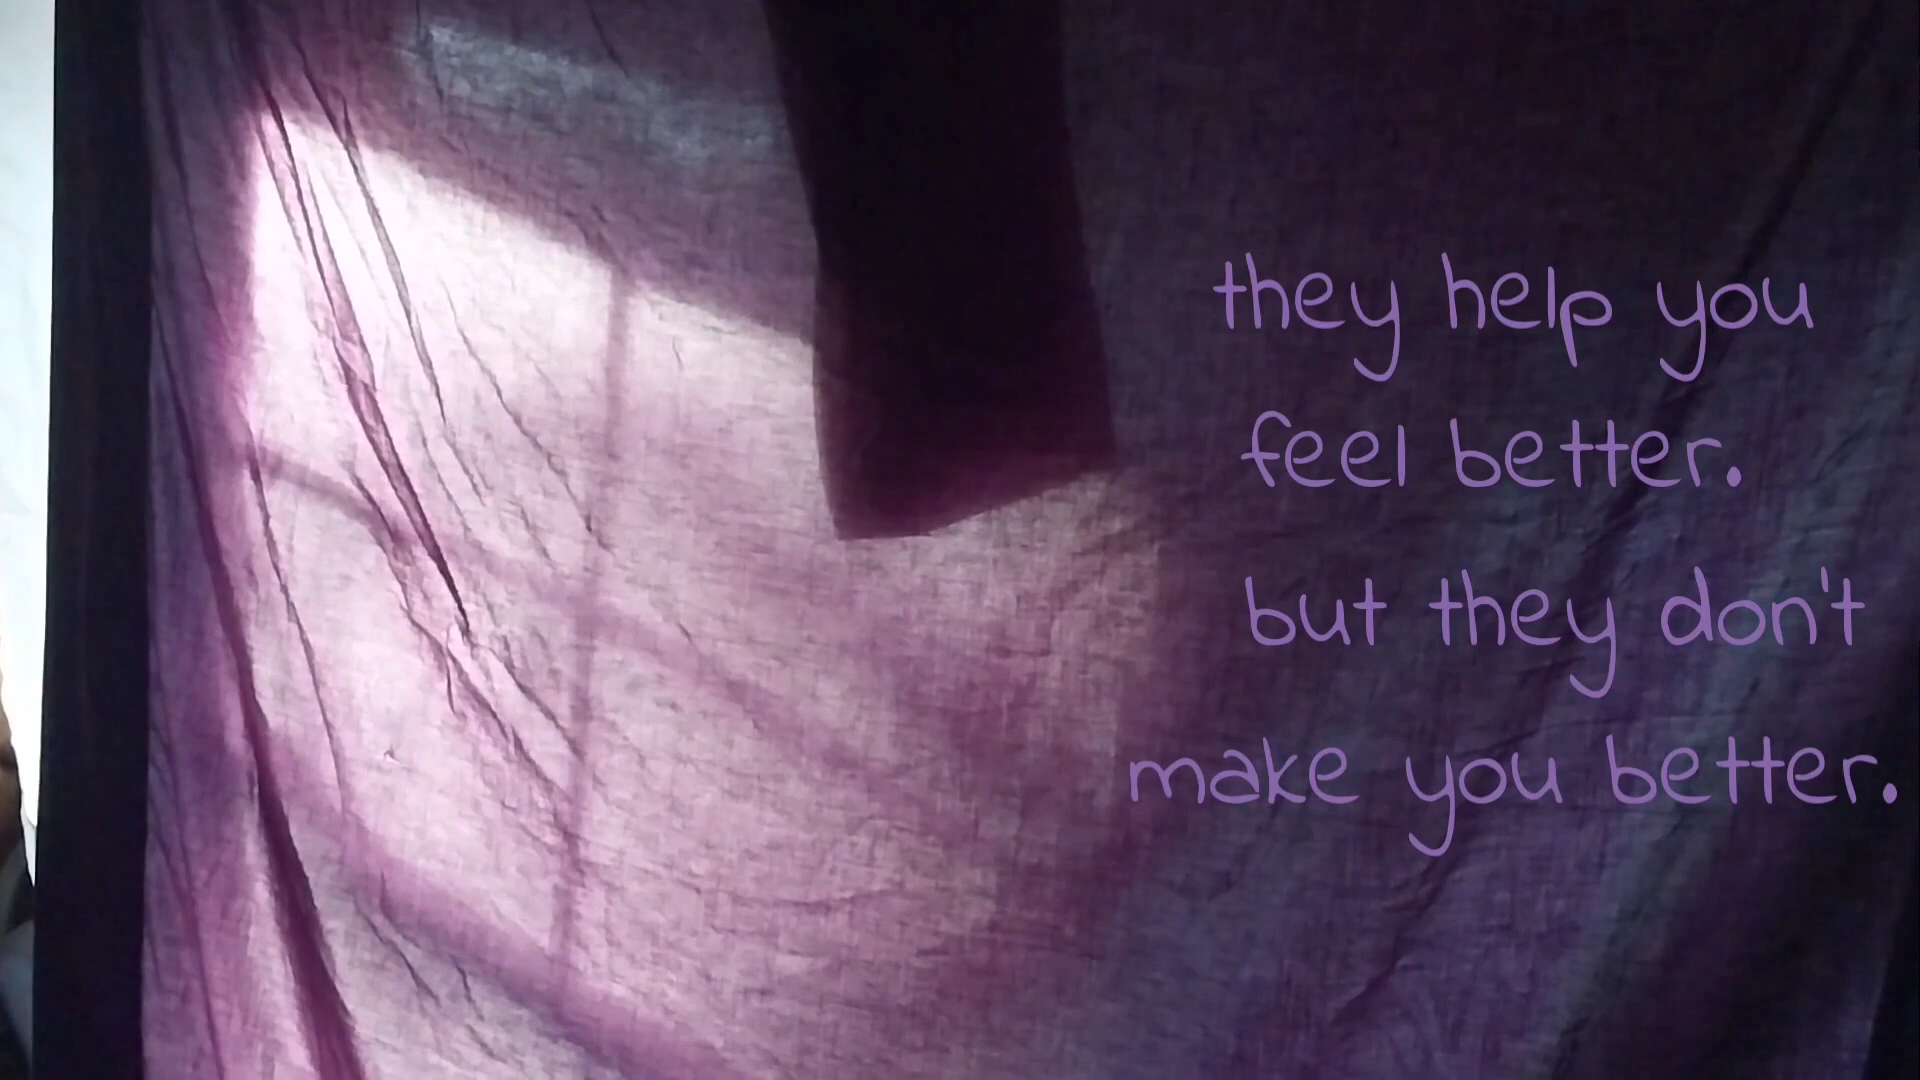 they help you
feel better.
but they don't
make you better.